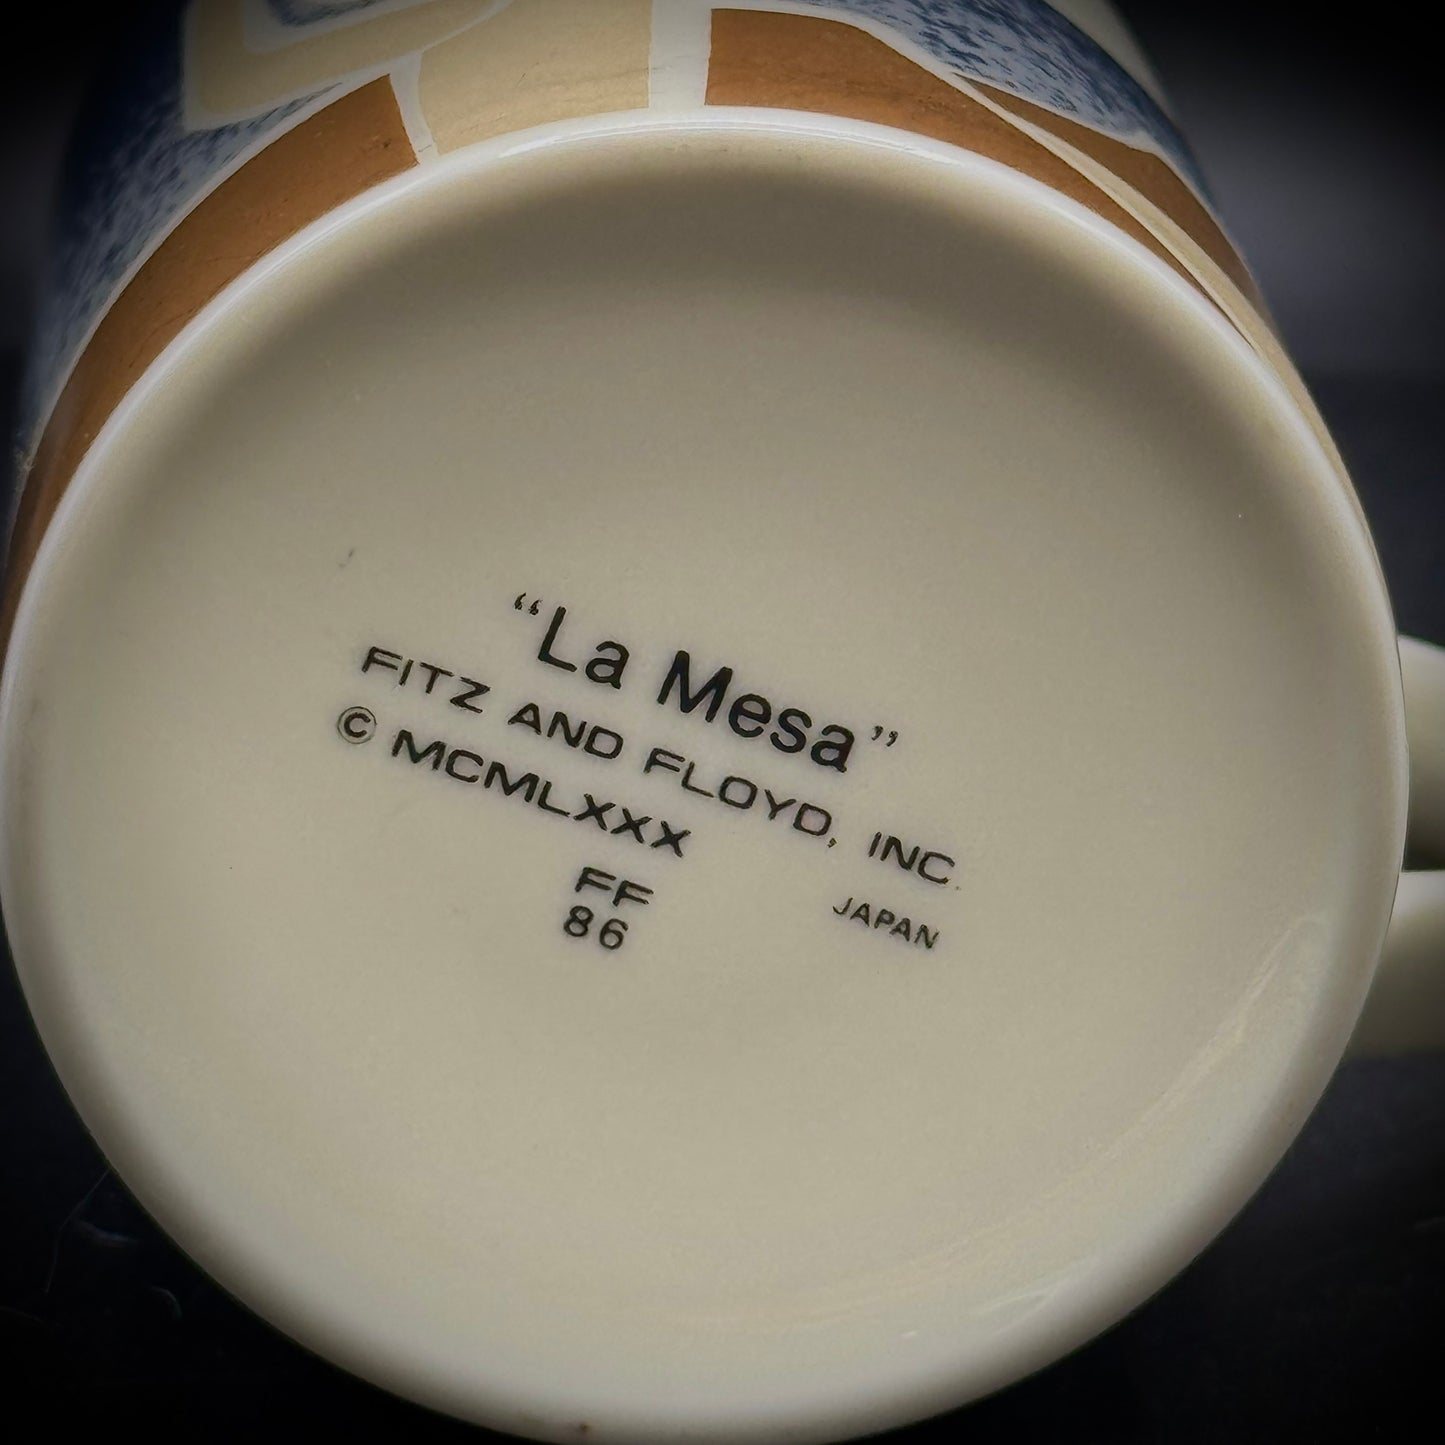 “La Mesa”
FITZ AND FLOYD, INC.
© MCMLXXX
FF
86
JAPAN